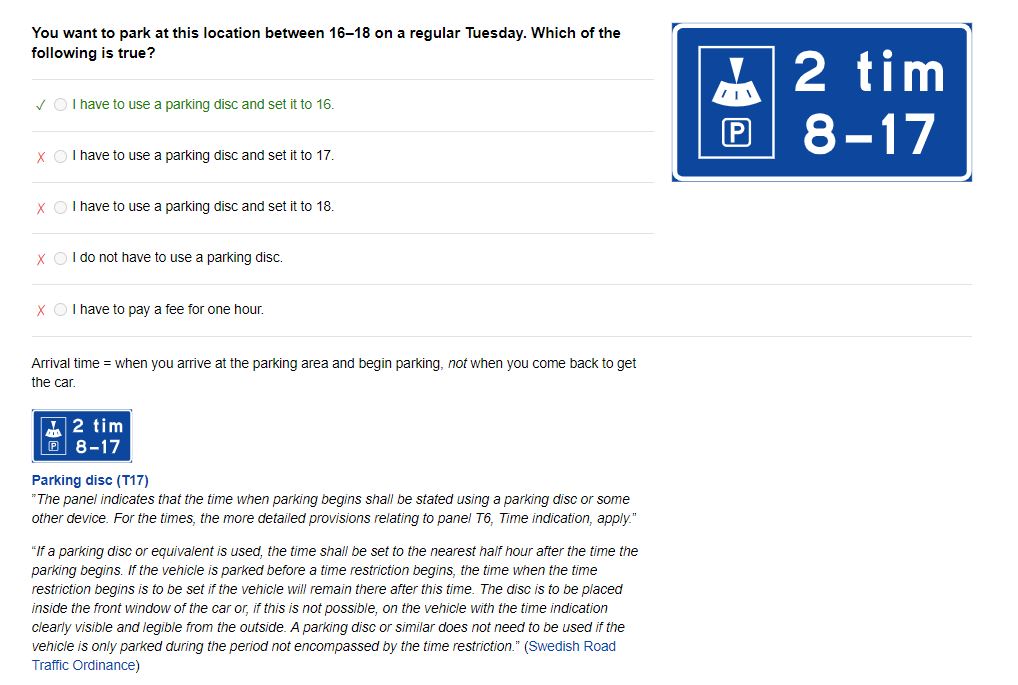 You want to park at this location between 16–18 on a regular Tuesday. Which of the
following is true?
✓ I have to use a parking disc and set it to 16.
X I have to use a parking disc and set it to 17.
X I have to use a parking disc and set it to 18.
X I do not have to use a parking disc.
X I have to pay a fee for one hour.
P
2 tim
8–17
Arrival time = when you arrive at the parking area and begin parking, not when you come back to get
the car.
P
2 tim
8–17
Parking disc (T17)
”The panel indicates that the time when parking begins shall be stated using a parking disc or some
other device. For the times, the more detailed provisions relating to panel T6, Time indication, apply.”
“If a parking disc or equivalent is used, the time shall be set to the nearest half hour after the time the
parking begins. If the vehicle is parked before a time restriction begins, the time when the time
restriction begins is to be set if the vehicle will remain there after this time. The disc is to be placed
inside the front window of the car or, if this is not possible, on the vehicle with the time indication
clearly visible and legible from the outside. A parking disc or similar does not need to be used if the
vehicle is only parked during the period not encompassed by the time restriction.” (Swedish Road
Traffic Ordinance)